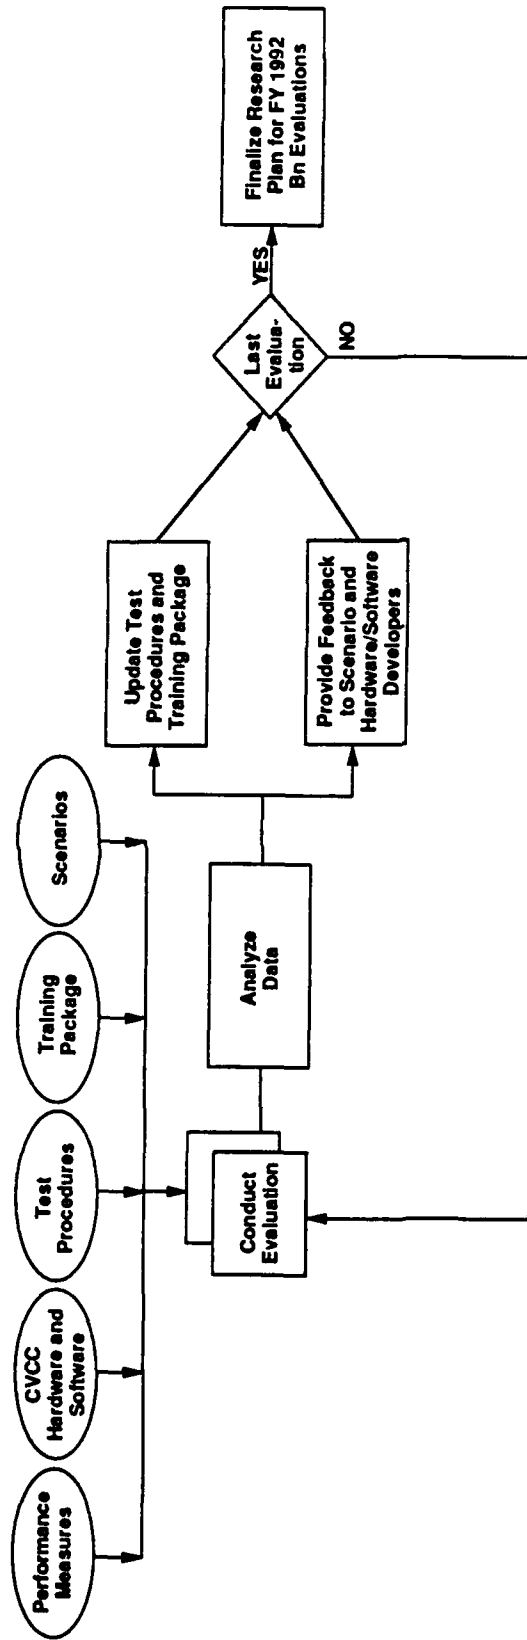 Performance
Measures
CVCC
Hardware and
Software
Test
Procedures
Training
Package
Scenarios
Conduct
Evaluation
Analyze
Data
Update Test
Procedures and
Training Package
Provide Feedback
to Scenario and
Hardware/Software
Developers
Last
Evalua-
tion
YES
NO
Finalize Research
Plan for FY 1992
Bn Evaluations